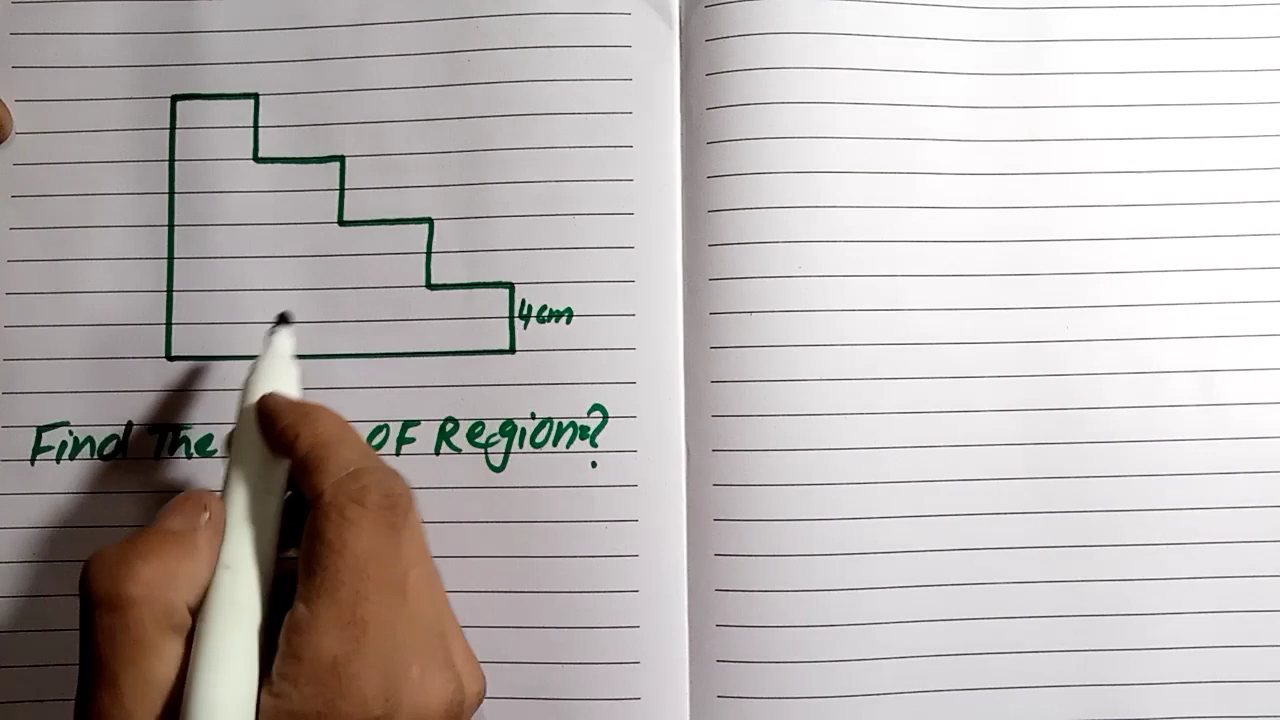 4cm
Find The OF Region=?